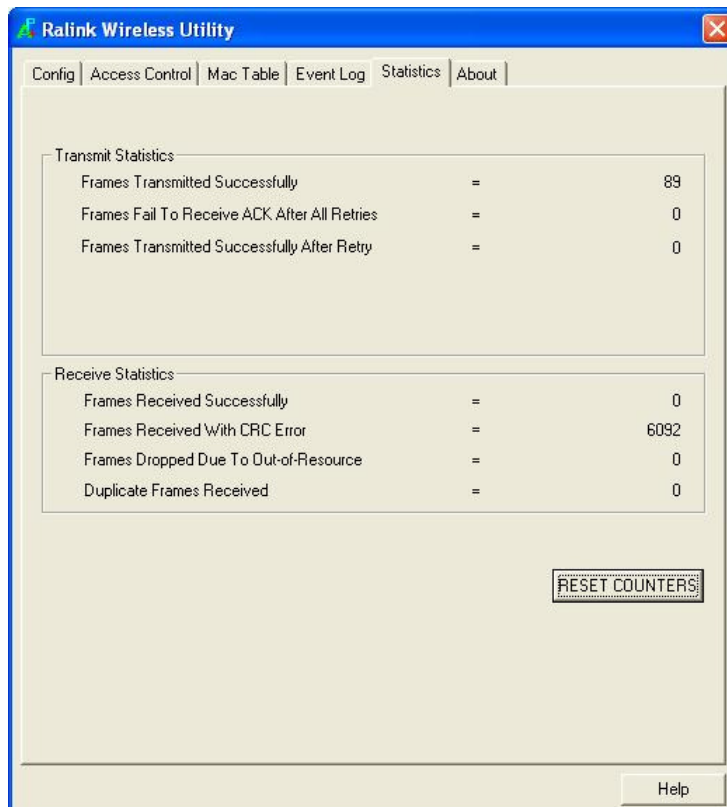 Ralink Wireless Utility
Config Access Control Mac Table Event Log Statistics About
Transmit Statistics
Frames Transmitted Successfully = 89
Frames Fail To Receive ACK After All Retries = 0
Frames Transmitted Successfully After Retry = 0
Receive Statistics
Frames Received Successfully = 0
Frames Received With CRC Error = 6092
Frames Dropped Due To Out-of-Resource = 0
Duplicate Frames Received = 0
RESET COUNTERS
Help